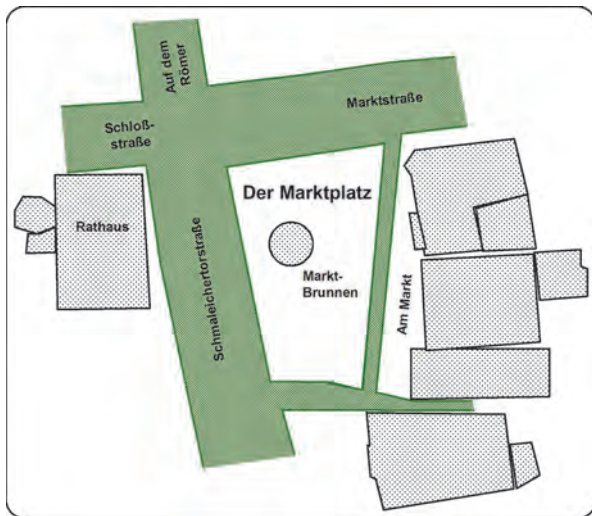 Auf dem
Römer
Marktstraße
Schloß-
straße
Der Marktplatz
Rathaus
Markt-
Brunnen
Schmaleichertorstraße
Am Markt